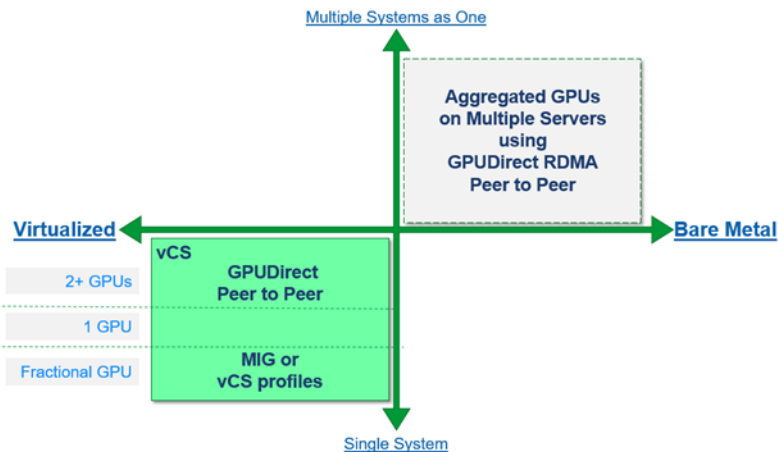 Multiple Systems as One
Aggregated GPUs
on Multiple Servers
using
GPUDirect RDMA
Peer to Peer
Virtualized
Bare Metal
vCS
GPUDirect
Peer to Peer
2+ GPUs
1 GPU
MIG or
vCS profiles
Fractional GPU
Single System